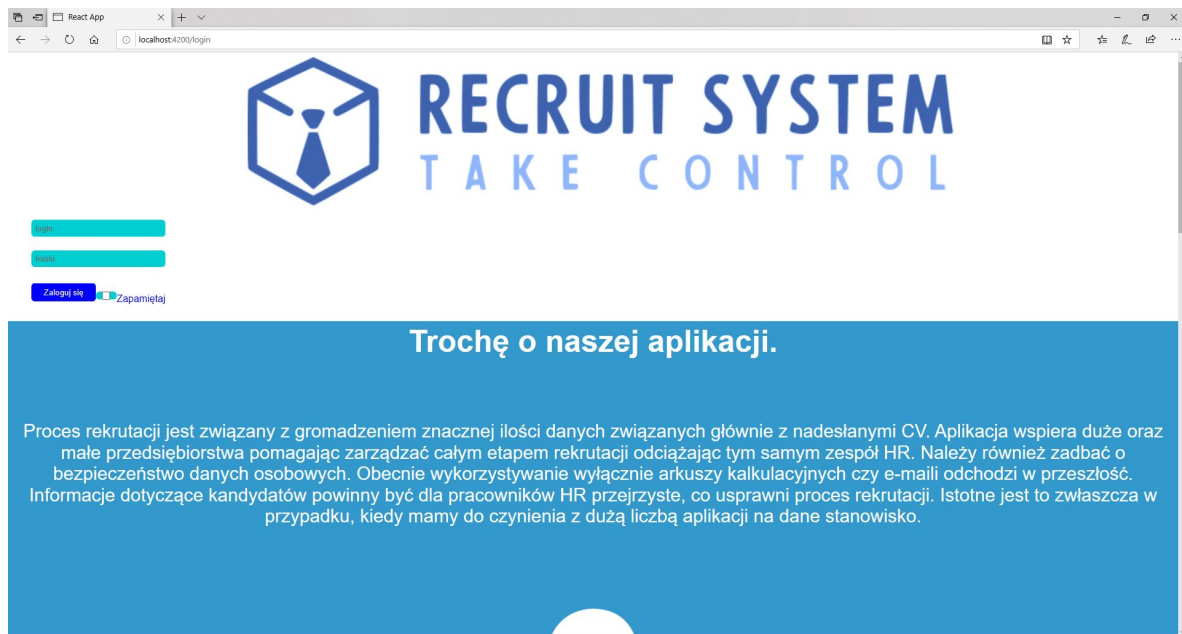 React App
localhost:4200/login
RECRUIT SYSTEM
TAKE CONTROL
login
hasło
Zaloguj się
Zapamiętaj
Trochę o naszej aplikacji.
Proces rekrutacji jest związany z gromadzeniem znacznej ilości danych związanych głównie z nadesłanymi CV. Aplikacja wspiera duże oraz
małe przedsiębiorstwa pomagając zarządzać całym etapem rekrutacji odciążając tym samym zespół HR. Należy również zadbać o
bezpieczeństwo danych osobowych. Obecnie wykorzystywanie wyłącznie arkuszy kalkulacyjnych czy e-maili odchodzi w przeszłość.
Informacje dotyczące kandydatów powinny być dla pracowników HR przejrzyste, co usprawni proces rekrutacji. Istotne jest to zwłaszcza w
przypadku, kiedy mamy do czynienia z dużą liczbą aplikacji na dane stanowisko.